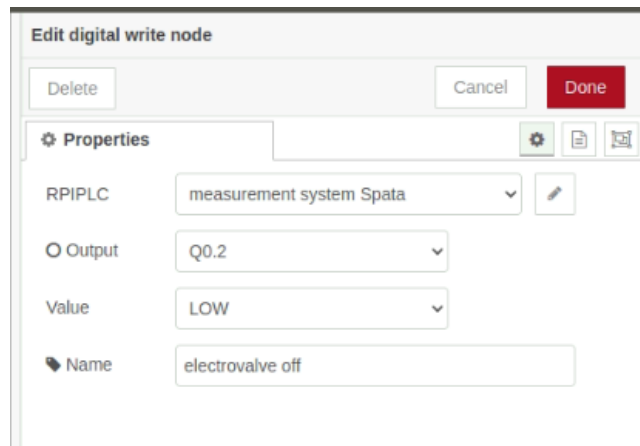 Edit digital write node
Delete Cancel Done
Properties
RPIPLC measurement system Spata
Output Q0.2
Value LOW
Name electrovalve off